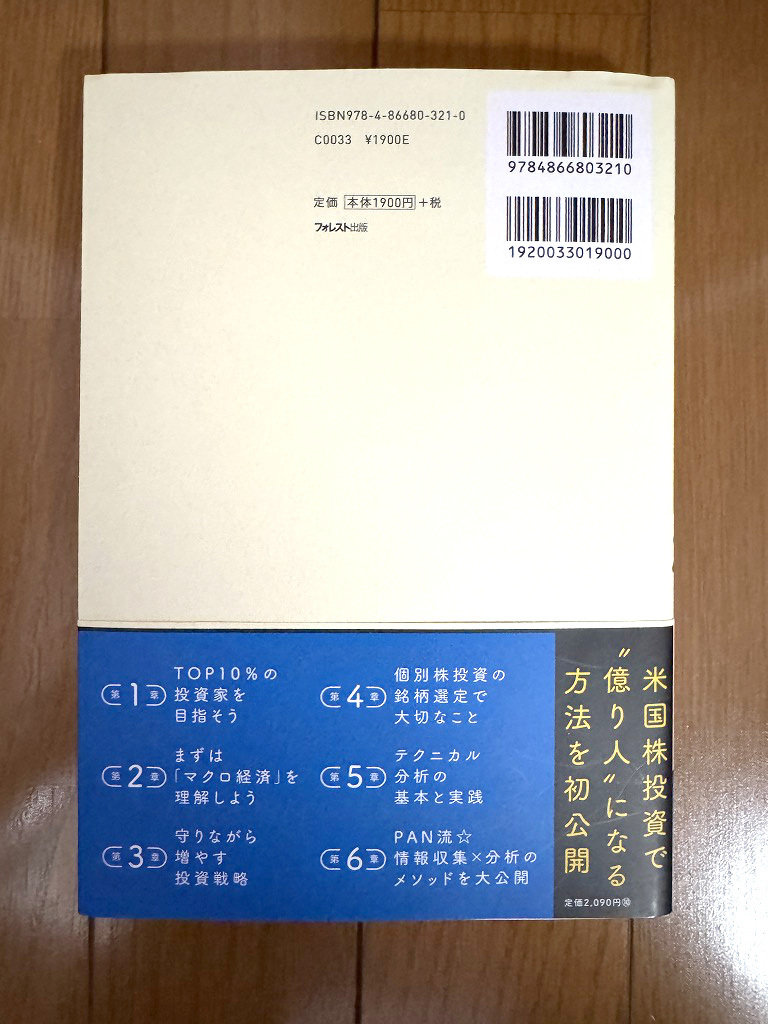 ISBN978-4-86680-321-0
C0033 ¥1900E
定価 本体1900円 +税
フォレスト出版
9784866803210
1920033019000
第1章
TOP10%の
投資家を
目指そう
第2章
まずは
「マクロ経済」を
理解しよう
第3章
守りながら
増やす
投資戦略
第4章
個別株投資の
銘柄選定で
大切なこと
第5章
テクニカル
分析の
基本と実践
第6章
PAN流☆
情報収集×分析の
メソッドを大公開
米国株投資で
“億り人”になる
方法を初公開
定価2,090円⑩